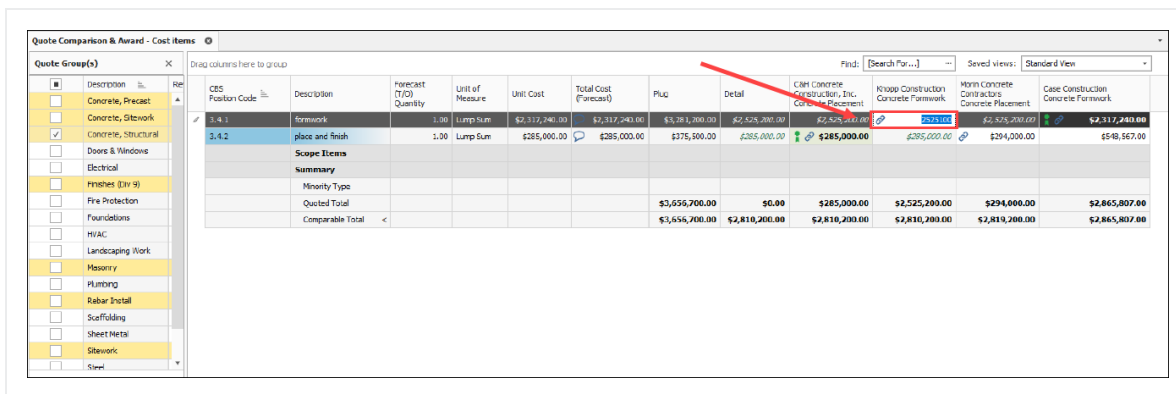 Quote Comparison & Award - Cost items
Quote Group(s)
Drag columns here to group
Find: [Search For...] ... Saved views: Standard View
Description Re
CBS Position Code Description Forecast (T/O) Quantity Unit of Measure Unit Cost Total Cost (Forecast) Plug Detail C&H Concrete Construction, Inc. Concrete Placement Knopp Construction Concrete Formwork Morin Concrete Contractors Concrete Placement Case Construction Concrete Formwork
Concrete, Precast
Concrete, Sitework
Concrete, Structural
Doors & Windows
Electrical
Finishes (Div 9)
Fire Protection
Foundations
HVAC
Landscaping Work
Masonry
Plumbing
Rebar Install
Scaffolding
Sheet Metal
Sitework
Steel
3.4.1 formwork 1.00 Lump Sum $2,317,240.00 $2,317,240.00 $3,281,200.00 $2,525,200.00 $2,525,200.00 2525100 $2,525,200.00 $2,317,240.00
3.4.2 place and finish 1.00 Lump Sum $285,000.00 $285,000.00 $375,500.00 $285,000.00 $285,000.00 $285,000.00 $294,000.00 $548,567.00
Scope Items
Summary
Minority Type
Quoted Total $3,656,700.00 $0.00 $285,000.00 $2,525,200.00 $294,000.00 $2,865,807.00
Comparable Total < $3,656,700.00 $2,810,200.00 $2,810,200.00 $2,810,200.00 $2,819,200.00 $2,865,807.00